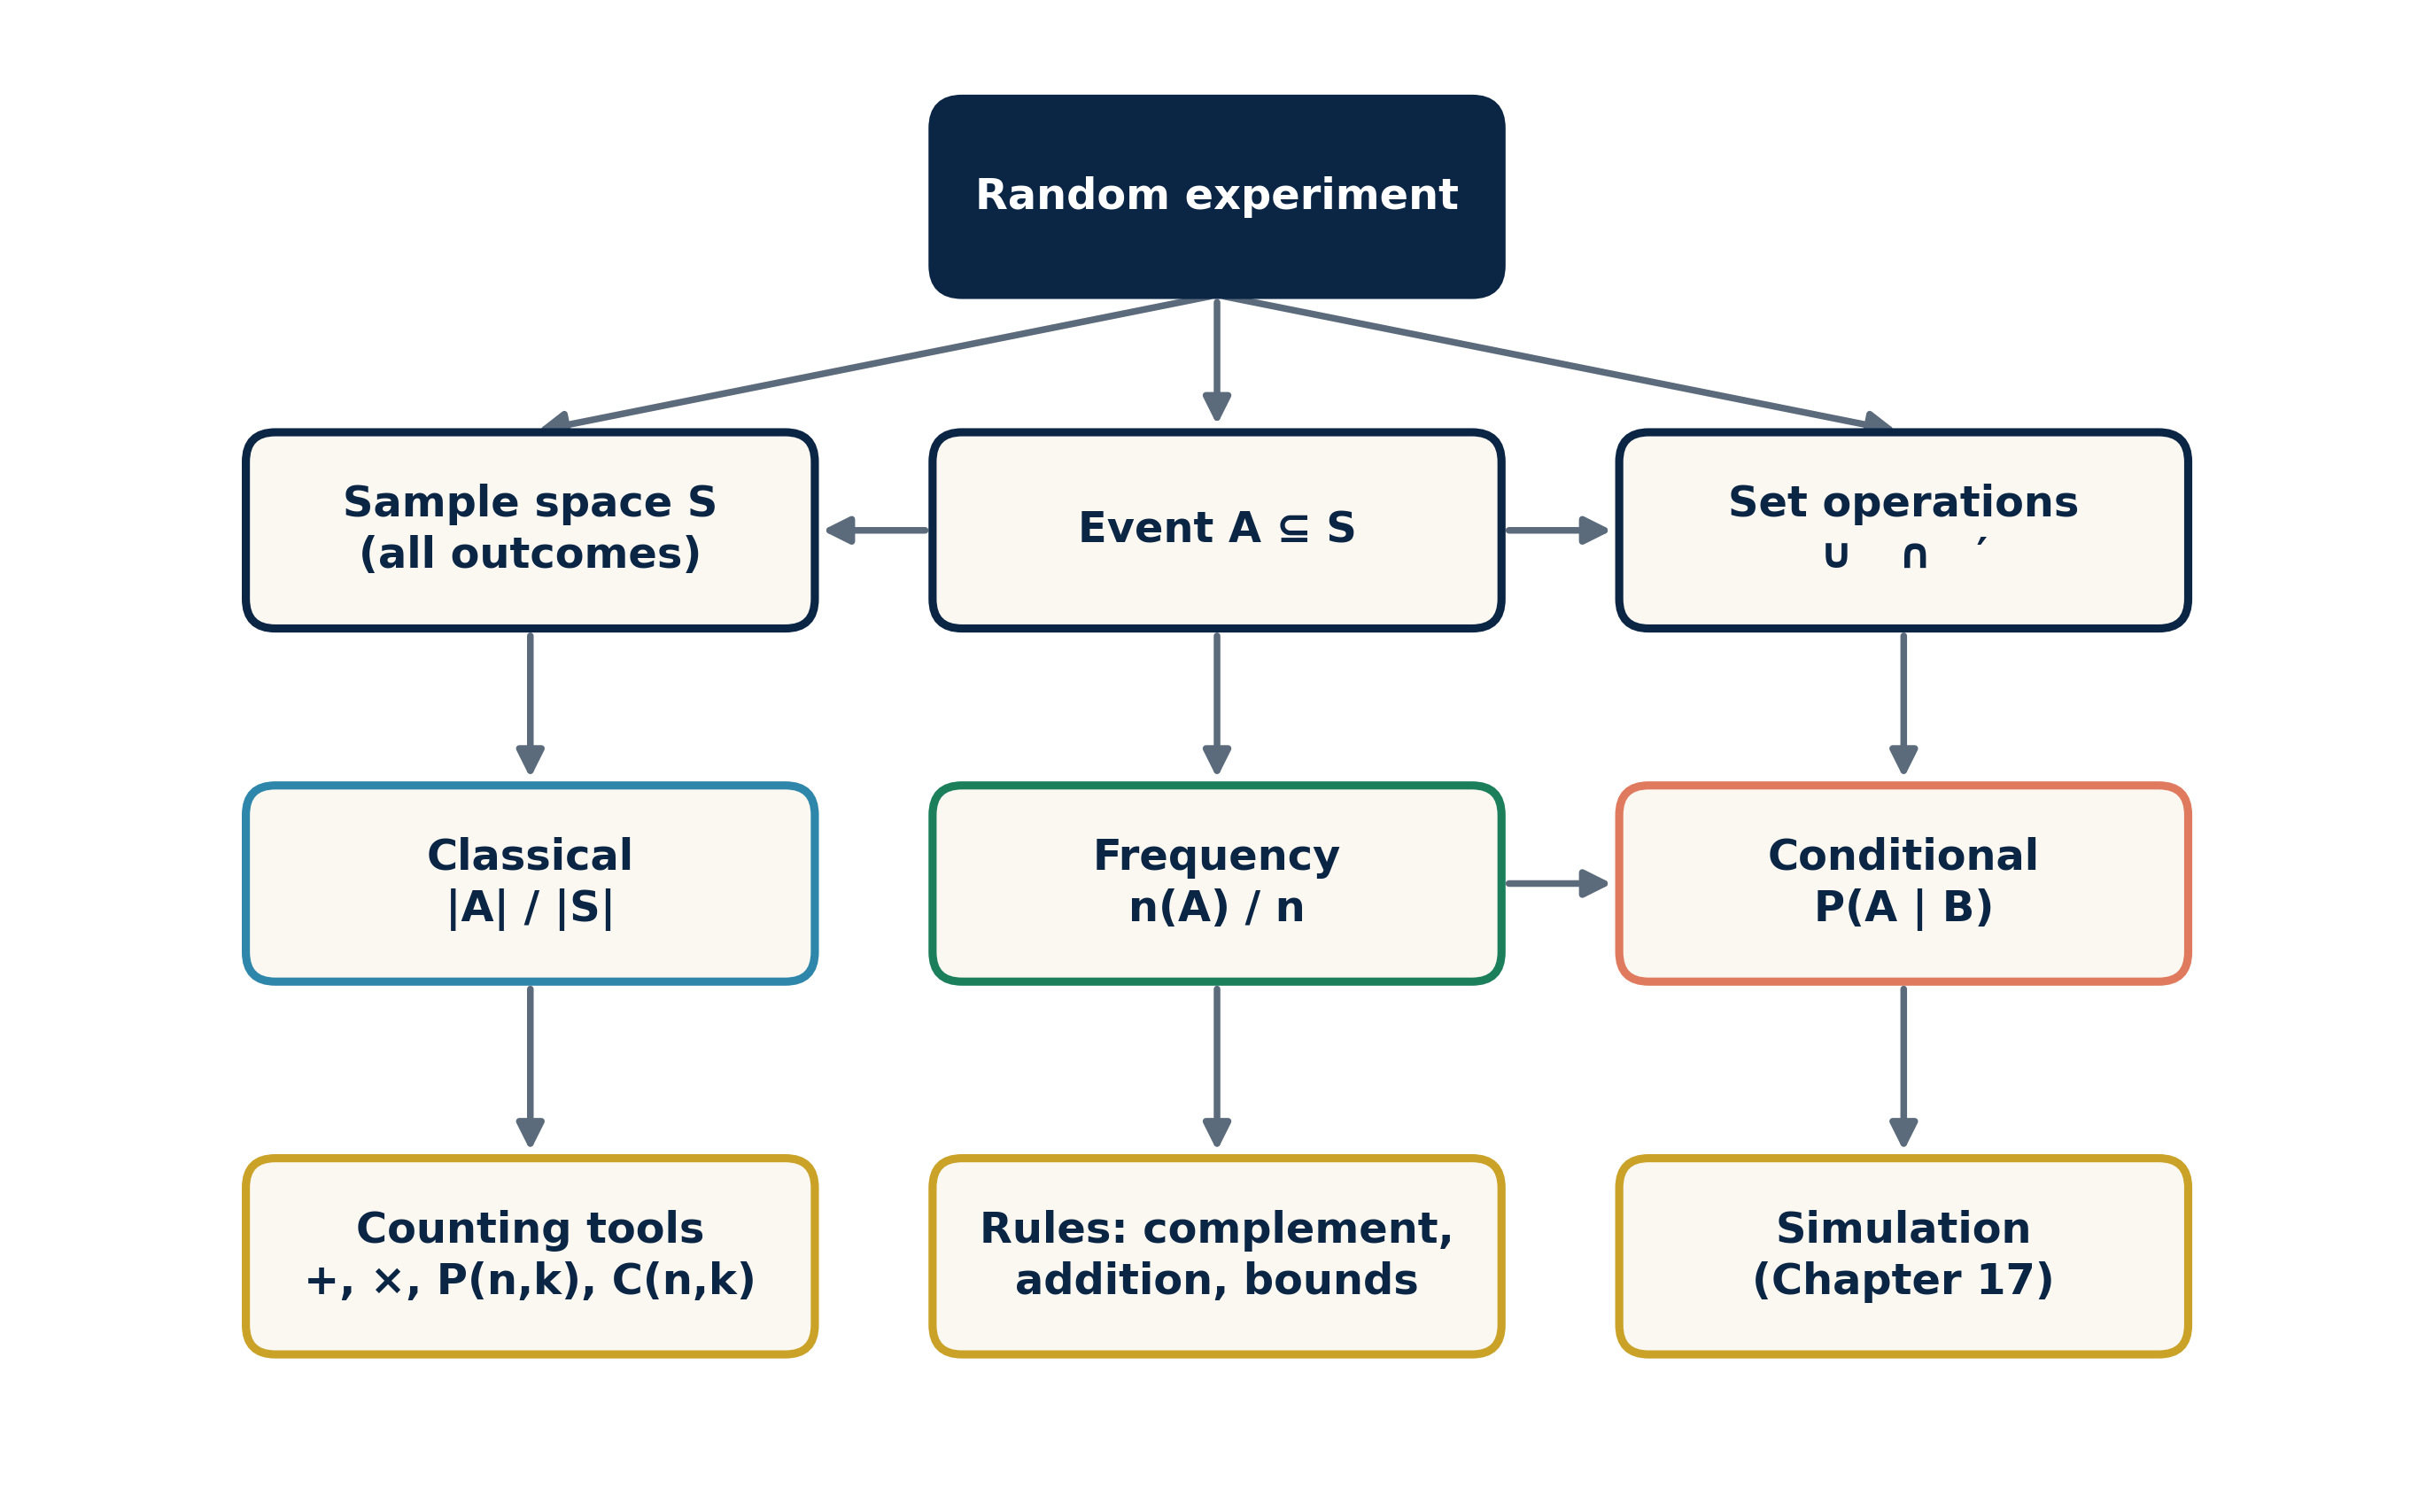 Random experiment
Sample space S
(all outcomes)
Event A ⊆ S
Set operations
∪ ∩ ′
Classical
|A| / |S|
Frequency
n(A) / n
Conditional
P(A | B)
Counting tools
+, ×, P(n,k), C(n,k)
Rules: complement,
addition, bounds
Simulation
(Chapter 17)